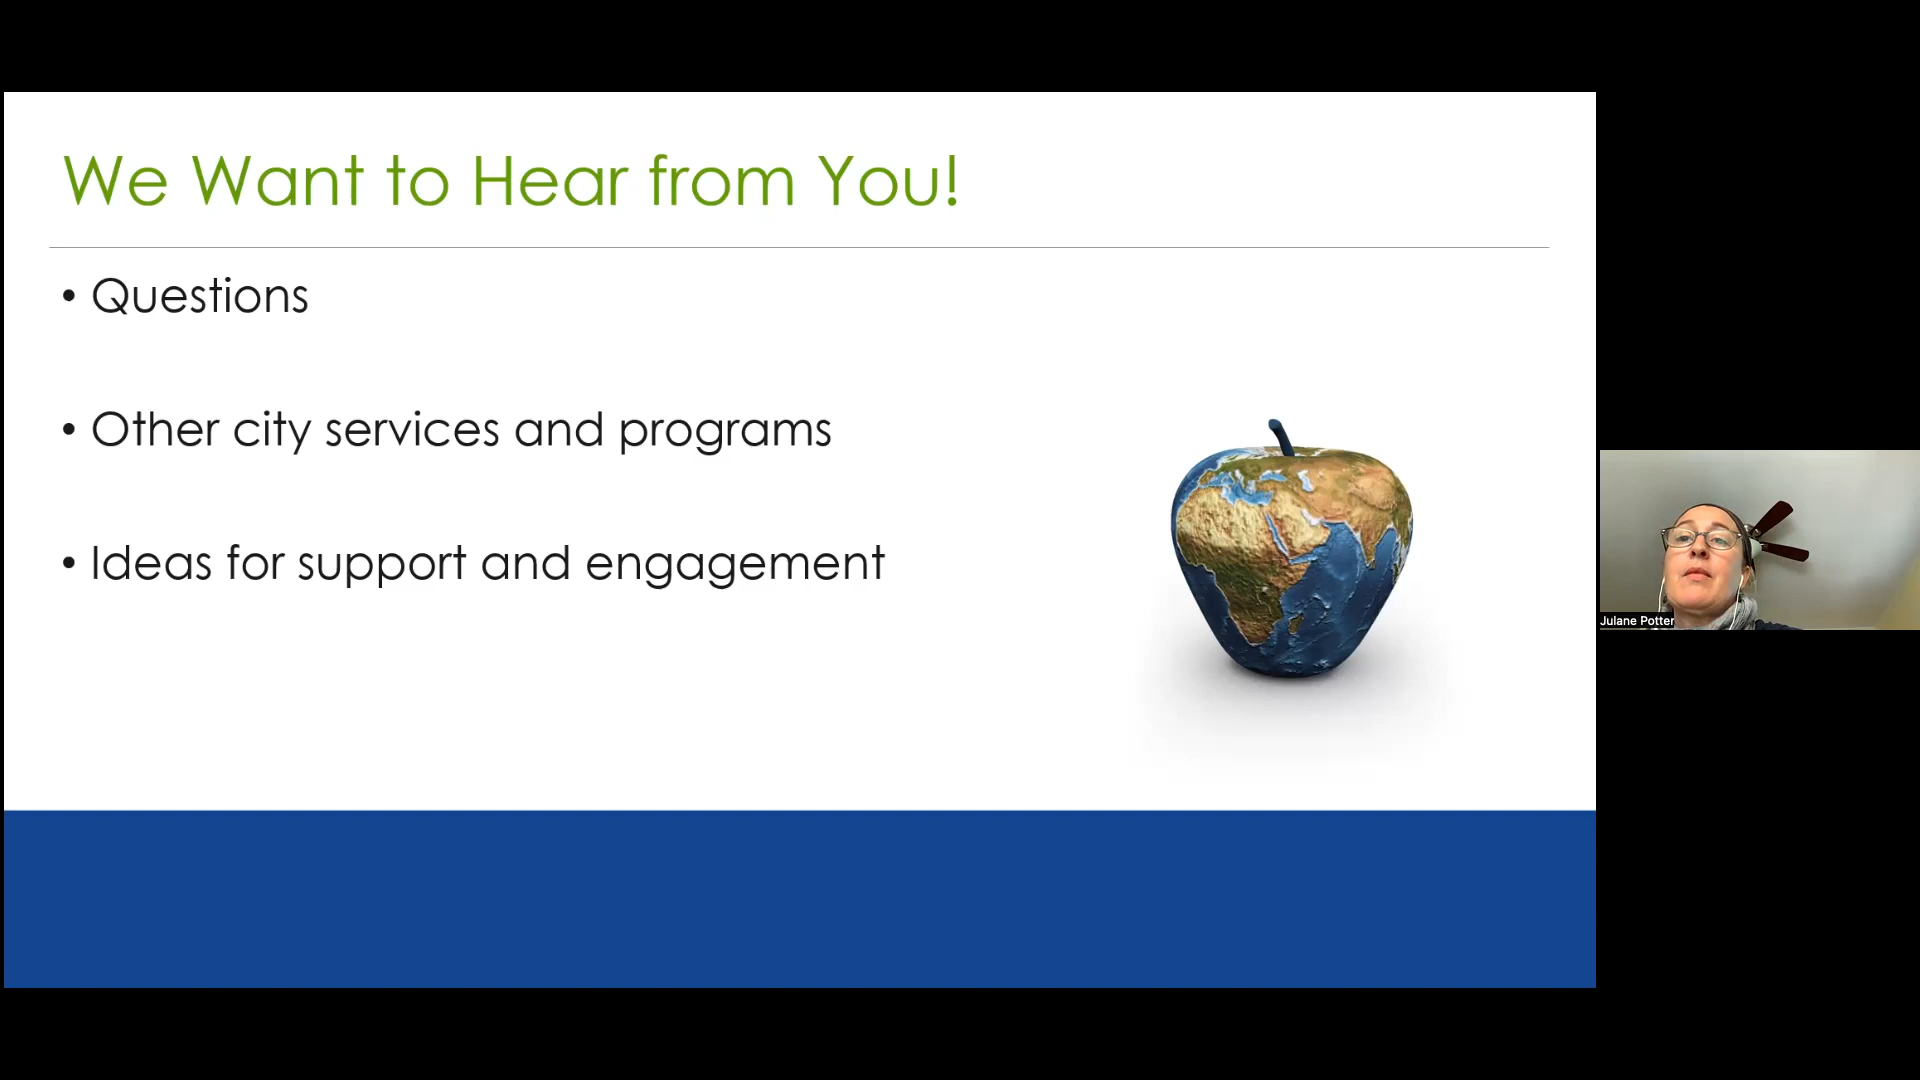 We Want to Hear from You!
• Questions
• Other city services and programs
• Ideas for support and engagement
Julane Potter